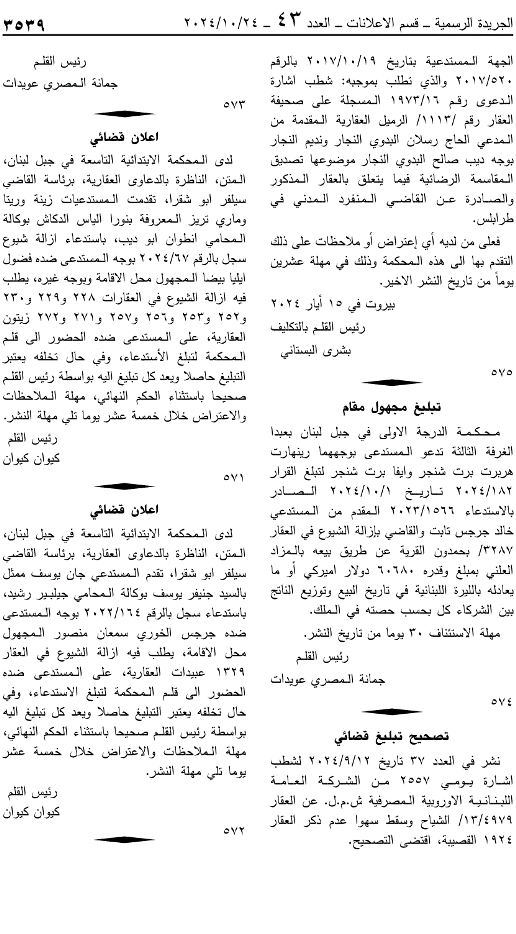 الجريدة الرسمية – قسم الاعلانات – العدد ٤٣ – ٢٠٢٤/١٠/٢٤
٣٥٣٩
الجهة المستدعية بتاريخ ٢٠١٧/١٠/١٩ بالرقم
٢٠١٧/٥٢٠ والذي تطلب بموجبه: شطب اشارة
الدعوى رقم ١٩٧٣/١٦ المسجلة على صحيفة
العقار رقم /١١١٣/ الرميل العقارية المقدمة من
المدعي الحاج رسلان البدوي النجار ونديم النجار
بوجه ديب صالح البدوي النجار موضوعها تصديق
المقاسمة الرضائية فيما يتعلق بالعقار المذكور
والصادرة عن القاضي المنفرد المدني في
طرابلس.
فعلى من لديه أي إعتراض أو ملاحظات على ذلك
التقدم بها الى هذه المحكمة وذلك في مهلة عشرين
يوماً من تاريخ النشر الاخير.
بيروت في ١٥ أيار ٢٠٢٤
رئيس القلم بالتكليف
بشرى البستاني
٥٧٥
تبليغ مجهول مقام
محكمة الدرجة الاولى في جبل لبنان بعبدا
الغرفة الثالثة تدعو المستدعى بوجههما رينهارت
هربرت برت شنجر وايفا برت شنجر لتبلغ القرار
٢٠٢٤/١٨٢ تاريخ ٢٠٢٤/١٠/١ الصادر
بالاستدعاء ٢٠٢٣/١٥٦٦ المقدم من المستدعي
خالد جرجس ثابت والقاضي بإزالة الشيوع في العقار
٣٢٨٧/ بحمدون القرية عن طريق بيعه بالمزاد
العلني بمبلغ وقدره ٦٠٦٨٠ دولار اميركي أو ما
يعادله بالليرة اللبنانية في تاريخ البيع وتوزيع الناتج
بين الشركاء كل بحسب حصته في الملك.
مهلة الاستئناف ٣٠ يوما من تاريخ النشر.
رئيس القلم
جمانة المصري عويدات
٥٧٤
تصحيح تبليغ قضائي
نشر في العدد ٣٧ تاريخ ٢٠٢٤/٩/١٢ لشطب
اشارة يومي ٢٥٥٧ من الشركة العامة
اللبنانية الاوروبية المصرفية ش.م.ل. عن العقار
١٣/٤٩٧٩/ الشياح وسقط سهوا عدم ذكر العقار
١٩٢٤ القصيبة، اقتضى التصحيح.
رئيس القلم
جمانة المصري عويدات
٥٧٣
اعلان قضائي
لدى المحكمة الابتدائية التاسعة في جبل لبنان،
المتن، الناظرة بالدعاوى العقارية، برئاسة القاضي
سيلفر ابو شقرا، تقدمت المستدعيات زينة وريتا
وماري تريز المعروفة بنورا الياس الدكاش بوكالة
المحامي انطوان ابو ديب، باستدعاء ازالة شيوع
سجل بالرقم ٢٠٢٤/٦٧ بوجه المستدعى ضده فضول
ايليا بيضا المجهول محل الاقامة وبوجه غيره، يطلب
فيه ازالة الشيوع في العقارات ٢٢٨ و٢٢٩ و٢٣٠
و٢٥٢ و٢٥٣ و٢٥٦ و٢٥٧ و٢٧١ و٢٧٢ زيتون
العقارية، على المستدعى ضده الحضور الى قلم
المحكمة لتبلغ الأستدعاء، وفي حال تخلفه يعتبر
التبليغ حاصلا ويعد كل تبليغ اليه بواسطة رئيس القلم
صحيحا باستثناء الحكم النهائي، مهلة الملاحظات
والاعتراض خلال خمسة عشر يوما تلي مهلة النشر.
رئيس القلم
كيوان كيوان
٥٧١
اعلان قضائي
لدى المحكمة الابتدائية التاسعة في جبل لبنان،
المتن، الناظرة بالدعاوى العقارية، برئاسة القاضي
سيلفر ابو شقرا، تقدم المستدعي جان يوسف ممثل
بالسيد جنيفر يوسف بوكالة المحامي جيلبير رشيد،
باستدعاء سجل بالرقم ٢٠٢٢/١٦٤ بوجه المستدعى
ضده جرجس الخوري سمعان منصور المجهول
محل الاقامة، يطلب فيه ازالة الشيوع في العقار
١٣٢٩ عبيدات العقارية، على المستدعى ضده
الحضور الى قلم المحكمة لتبلغ الاستدعاء، وفي
حال تخلفه يعتبر التبليغ حاصلا ويعد كل تبليغ اليه
بواسطة رئيس القلم صحيحا باستثناء الحكم النهائي،
مهلة الملاحظات والاعتراض خلال خمسة عشر
يوما تلي مهلة النشر.
رئيس القلم
كيوان كيوان
٥٧٢